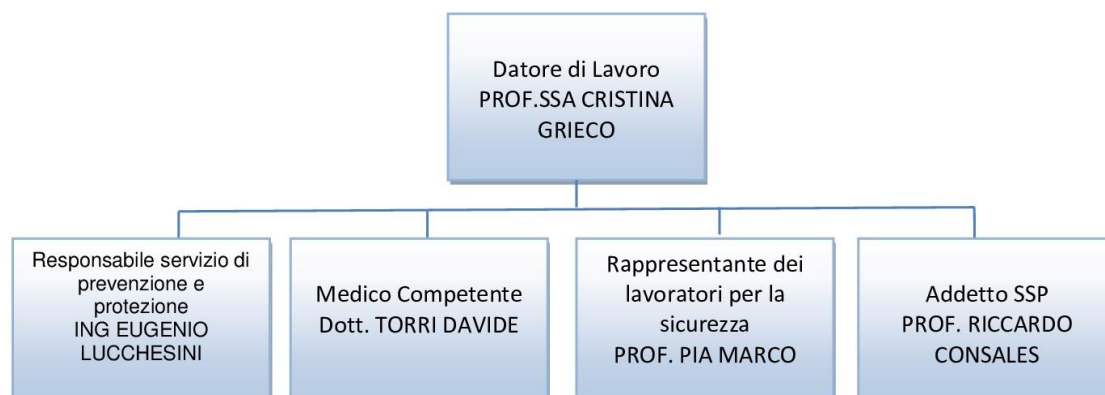 Datore di Lavoro
PROF.SSA CRISTINA
GRIECO
Responsabile servizio di
prevenzione e
protezione
ING EUGENIO
LUCCHESINI
Medico Competente
Dott. TORRI DAVIDE
Rappresentante dei
lavoratori per la
sicurezza
PROF. PIA MARCO
Addetto SSP
PROF. RICCARDO
CONSALES